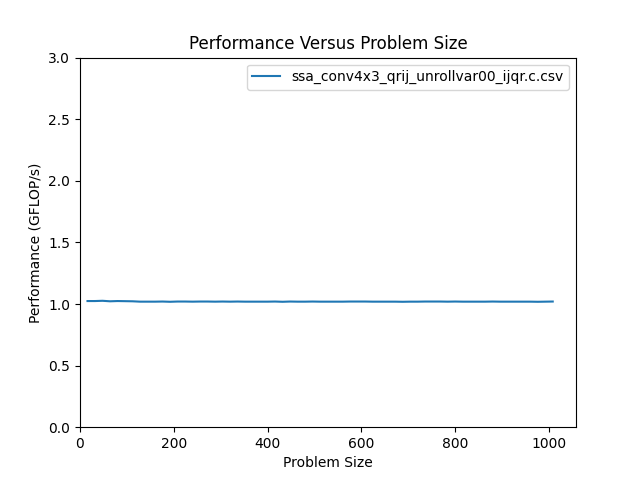 Performance Versus Problem Size
ssa_conv4x3_qrij_unrollvar00_ijqr.c.csv
Performance (GFLOP/s)
3.0
2.5
2.0
1.5
1.0
0.5
0.0
0 200 400 600 800 1000
Problem Size